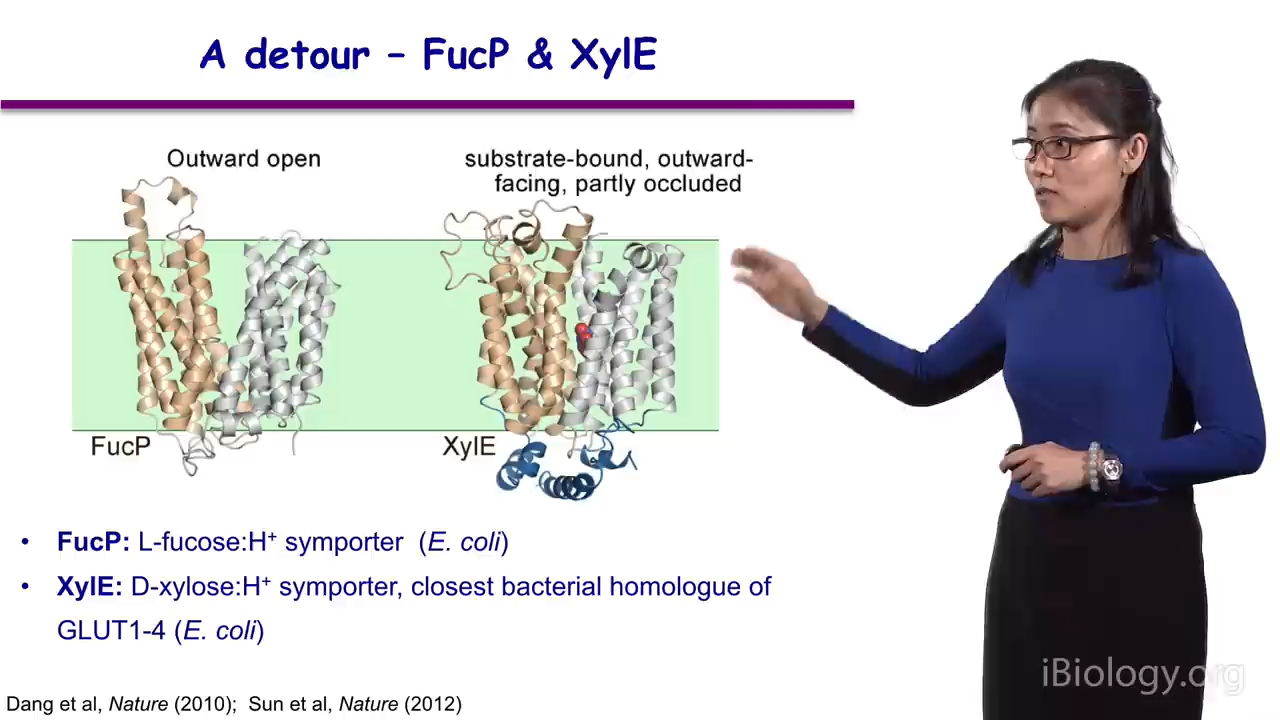 A detour – FucP & XylE
Outward open
substrate-bound, outward-
facing, partly occluded
FucP
XylE
• FucP: L-fucose:H⁺ symporter (E. coli)
• XylE: D-xylose:H⁺ symporter, closest bacterial homologue of
GLUT1-4 (E. coli)
Dang et al, Nature (2010); Sun et al, Nature (2012)
iBiology.org